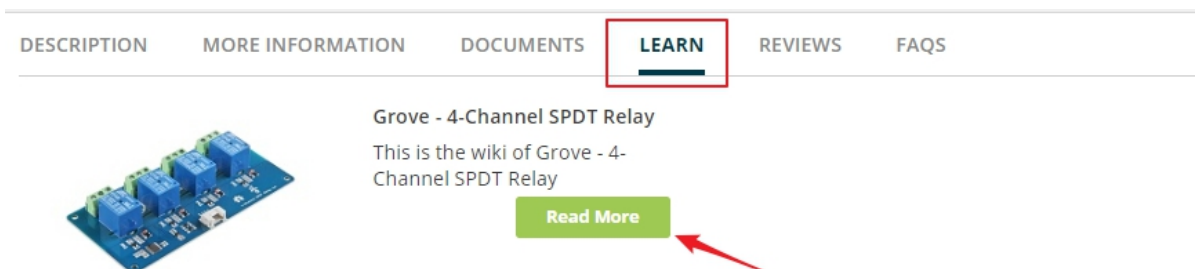 DESCRIPTION MORE INFORMATION DOCUMENTS LEARN REVIEWS FAQS
Grove - 4-Channel SPDT Relay
This is the wiki of Grove - 4-
Channel SPDT Relay
Read More